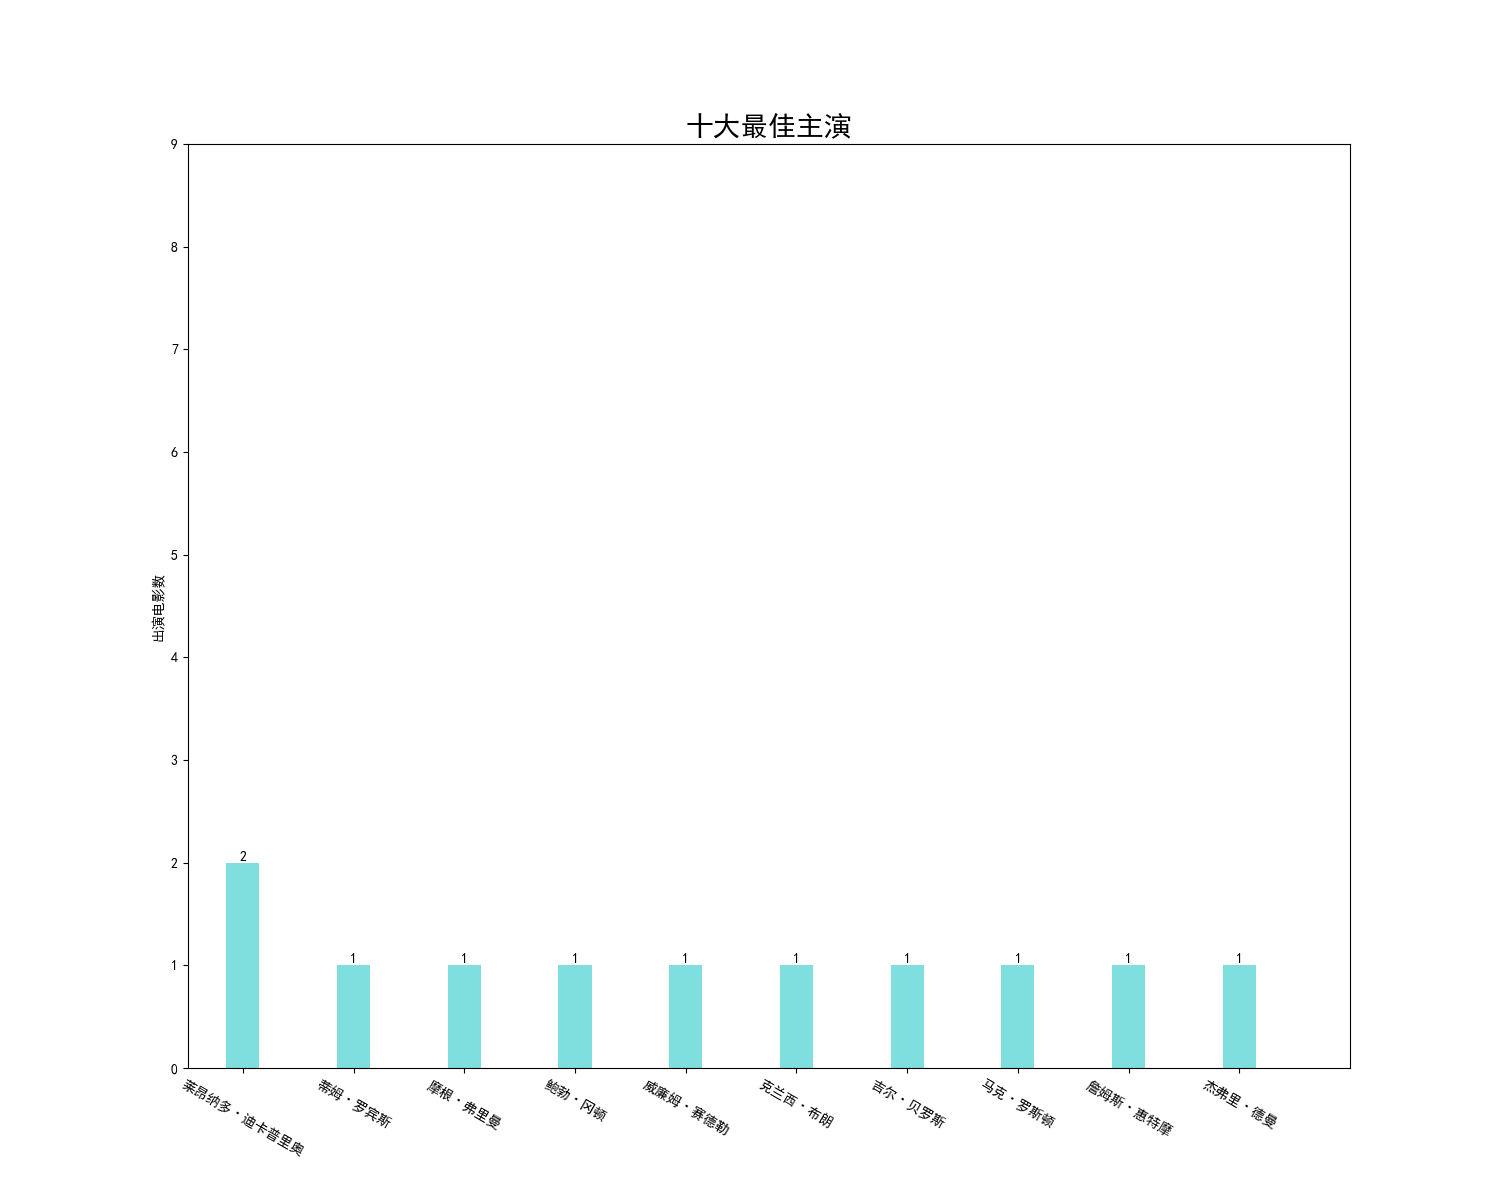 十大最佳主演
9
8
7
6
5
4
3
2
1
0
出演电影数
2
1
1
1
1
1
1
1
1
1
莱昂纳多·迪卡普里奥
蒂姆·罗宾斯
摩根·弗里曼
鲍勃·冈顿
威廉姆·赛德勒
克兰西·布朗
吉尔·贝罗斯
马克·罗斯顿
詹姆斯·惠特摩
杰弗里·德曼